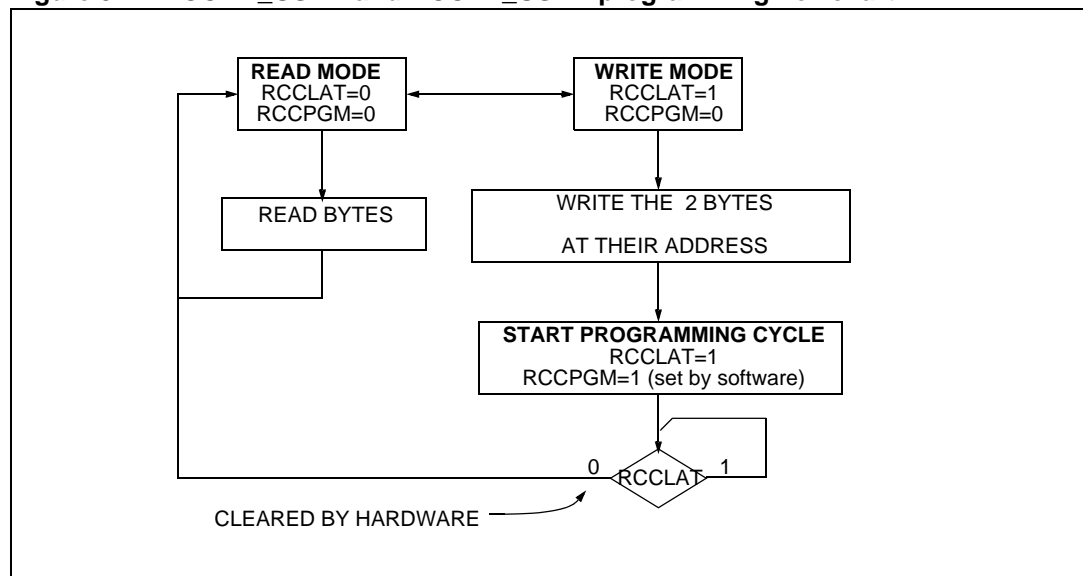 READ MODE
RCCLAT=0
RCCPGM=0
WRITE MODE
RCCLAT=1
RCCPGM=0
READ BYTES
WRITE THE 2 BYTES
AT THEIR ADDRESS
START PROGRAMMING CYCLE
RCCLAT=1
RCCPGM=1 (set by software)
0
RCCLAT
1
CLEARED BY HARDWARE